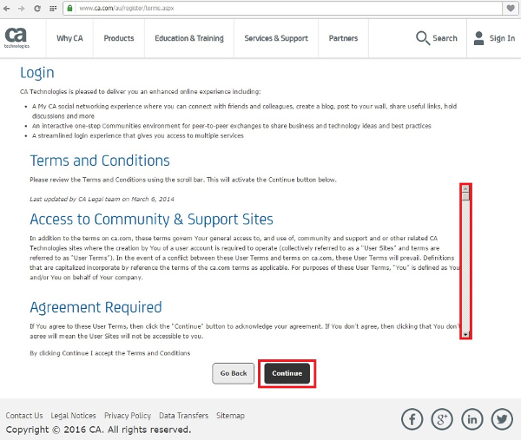 www.ca.com/au/register/terms.aspx
ca
technologies
Why CA Products Education & Training Services & Support Partners Search Sign In
Login
CA Technologies is pleased to deliver you an enhanced online experience including:
• A My CA social networking experience where you can connect with friends and colleagues, create a blog, post to your wall, share useful links, hold
discussions and more
• An interactive one-stop Communities environment for peer-to-peer exchanges to share business and technology ideas and best practices
• A streamlined login experience that gives you access to multiple services
Terms and Conditions
Please review the Terms and Conditions using the scroll bar. This will activate the Continue button below.
Last updated by CA Legal team on March 6, 2014
Access to Community & Support Sites
In addition to the terms on ca.com, these terms govern Your general access to, and use of, community and support and or other related CA
Technologies sites where the creation by You of a user account is required to operate (collectively referred to as a "User Sites" and terms are
referred to as "User Terms"). In the event of a conflict between these User Terms and terms on ca.com, these User Terms will prevail. Definitions
that are capitalized incorporate by reference the terms of the ca.com terms as applicable. For purposes of these User Terms, "You" is defined as You
and/or You on behalf of Your company.
Agreement Required
If You agree to these User Terms, then click the "Continue" button to acknowledge your agreement. If You don't agree, then clicking that You don't
agree will mean the User Sites will not be accessible to you.
By clicking Continue I accept the Terms and Conditions
Go Back Continue
Contact Us Legal Notices Privacy Policy Data Transfers Sitemap
Copyright © 2016 CA. All rights reserved.
f g+ in